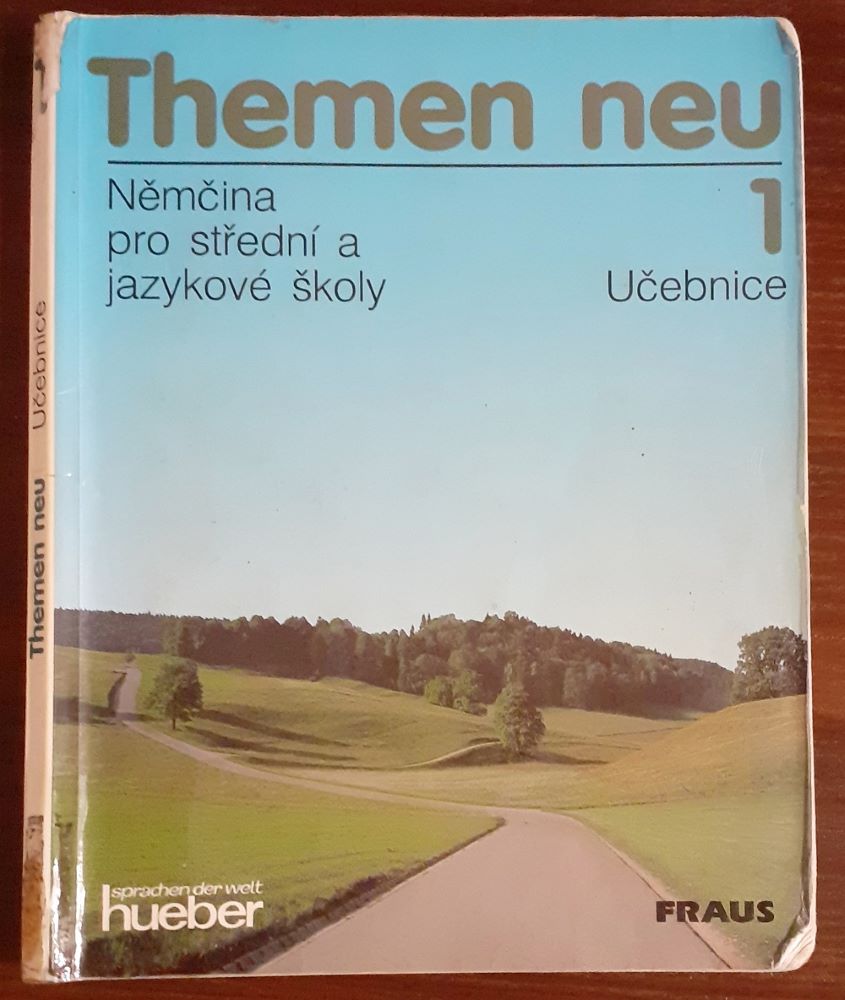 Themen neu
1
Němčina
pro střední a
jazykové školy
Učebnice
Themen neu Učebnice
sprachen der welt
hueber
FRAUS